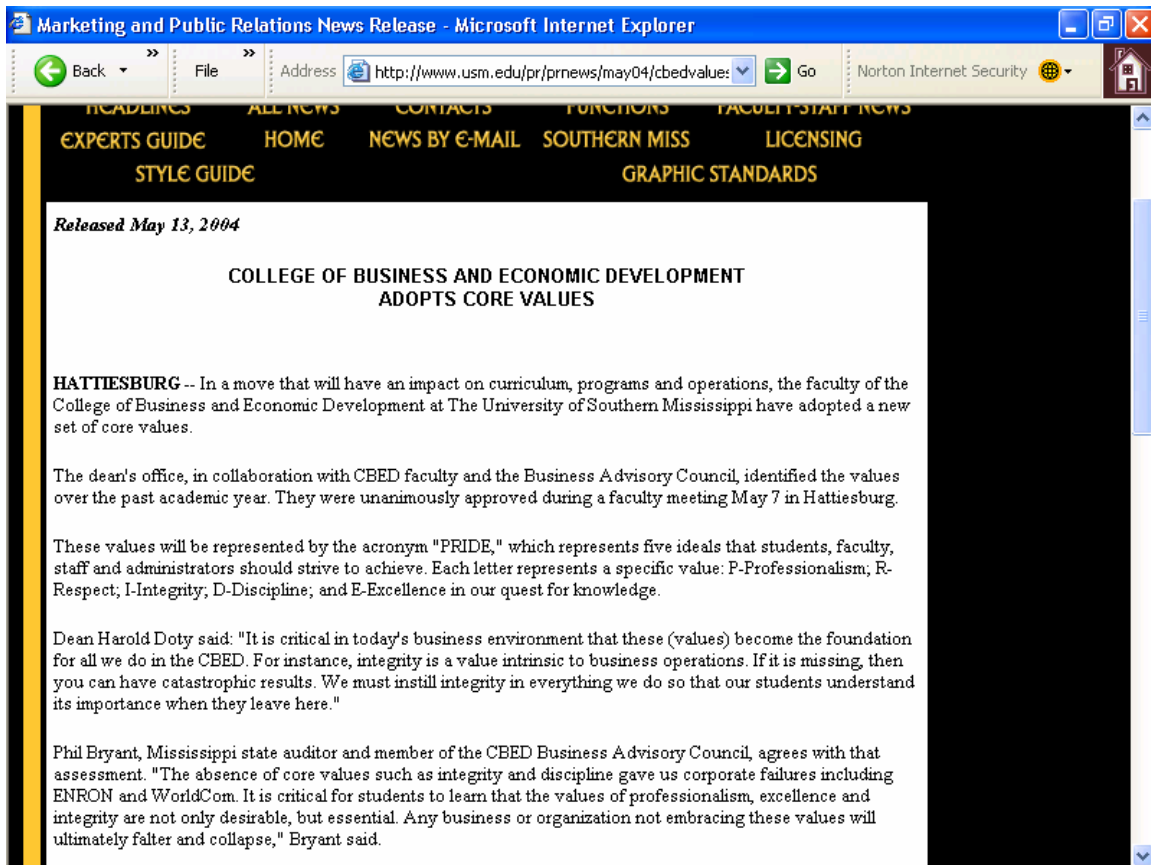 Marketing and Public Relations News Release - Microsoft Internet Explorer
Back » File » Address http://www.usm.edu/pr/prnews/may04/cbedvalues Go Norton Internet Security
HEADLINES ALL NEWS CONTACTS FUNCTIONS FACULTY-STAFF NEWS
EXPERTS GUIDE HOME NEWS BY E-MAIL SOUTHERN MISS LICENSING
STYLE GUIDE GRAPHIC STANDARDS
Released May 13, 2004
COLLEGE OF BUSINESS AND ECONOMIC DEVELOPMENT
ADOPTS CORE VALUES
HATTIESBURG -- In a move that will have an impact on curriculum, programs and operations, the faculty of the
College of Business and Economic Development at The University of Southern Mississippi have adopted a new
set of core values.
The dean's office, in collaboration with CBED faculty and the Business Advisory Council, identified the values
over the past academic year. They were unanimously approved during a faculty meeting May 7 in Hattiesburg.
These values will be represented by the acronym "PRIDE," which represents five ideals that students, faculty,
staff and administrators should strive to achieve. Each letter represents a specific value: P-Professionalism; R-
Respect; I-Integrity; D-Discipline; and E-Excellence in our quest for knowledge.
Dean Harold Doty said: "It is critical in today's business environment that these (values) become the foundation
for all we do in the CBED. For instance, integrity is a value intrinsic to business operations. If it is missing, then
you can have catastrophic results. We must instill integrity in everything we do so that our students understand
its importance when they leave here."
Phil Bryant, Mississippi state auditor and member of the CBED Business Advisory Council, agrees with that
assessment. "The absence of core values such as integrity and discipline gave us corporate failures including
ENRON and WorldCom. It is critical for students to learn that the values of professionalism, excellence and
integrity are not only desirable, but essential. Any business or organization not embracing these values will
ultimately falter and collapse," Bryant said.